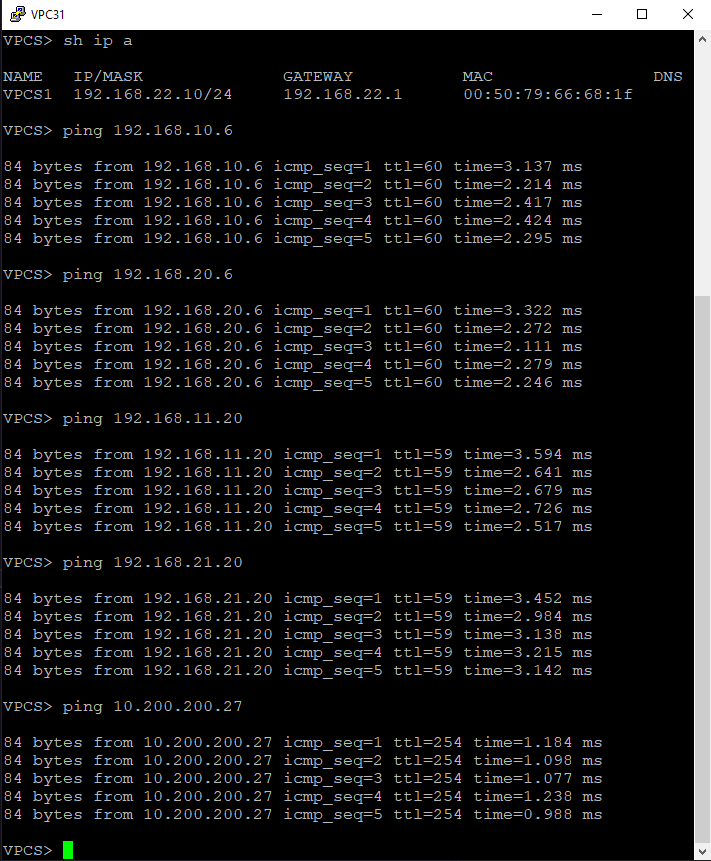 VPC31
VPCS> sh ip a
NAME IP/MASK GATEWAY MAC DNS
VPCS1 192.168.22.10/24 192.168.22.1 00:50:79:66:68:1f
VPCS> ping 192.168.10.6
84 bytes from 192.168.10.6 icmp_seq=1 ttl=60 time=3.137 ms
84 bytes from 192.168.10.6 icmp_seq=2 ttl=60 time=2.214 ms
84 bytes from 192.168.10.6 icmp_seq=3 ttl=60 time=2.417 ms
84 bytes from 192.168.10.6 icmp_seq=4 ttl=60 time=2.424 ms
84 bytes from 192.168.10.6 icmp_seq=5 ttl=60 time=2.295 ms
VPCS> ping 192.168.20.6
84 bytes from 192.168.20.6 icmp_seq=1 ttl=60 time=3.322 ms
84 bytes from 192.168.20.6 icmp_seq=2 ttl=60 time=2.272 ms
84 bytes from 192.168.20.6 icmp_seq=3 ttl=60 time=2.111 ms
84 bytes from 192.168.20.6 icmp_seq=4 ttl=60 time=2.279 ms
84 bytes from 192.168.20.6 icmp_seq=5 ttl=60 time=2.246 ms
VPCS> ping 192.168.11.20
84 bytes from 192.168.11.20 icmp_seq=1 ttl=59 time=3.594 ms
84 bytes from 192.168.11.20 icmp_seq=2 ttl=59 time=2.641 ms
84 bytes from 192.168.11.20 icmp_seq=3 ttl=59 time=2.679 ms
84 bytes from 192.168.11.20 icmp_seq=4 ttl=59 time=2.726 ms
84 bytes from 192.168.11.20 icmp_seq=5 ttl=59 time=2.517 ms
VPCS> ping 192.168.21.20
84 bytes from 192.168.21.20 icmp_seq=1 ttl=59 time=3.452 ms
84 bytes from 192.168.21.20 icmp_seq=2 ttl=59 time=2.984 ms
84 bytes from 192.168.21.20 icmp_seq=3 ttl=59 time=3.138 ms
84 bytes from 192.168.21.20 icmp_seq=4 ttl=59 time=3.215 ms
84 bytes from 192.168.21.20 icmp_seq=5 ttl=59 time=3.142 ms
VPCS> ping 10.200.200.27
84 bytes from 10.200.200.27 icmp_seq=1 ttl=254 time=1.184 ms
84 bytes from 10.200.200.27 icmp_seq=2 ttl=254 time=1.098 ms
84 bytes from 10.200.200.27 icmp_seq=3 ttl=254 time=1.077 ms
84 bytes from 10.200.200.27 icmp_seq=4 ttl=254 time=1.238 ms
84 bytes from 10.200.200.27 icmp_seq=5 ttl=254 time=0.988 ms
VPCS>